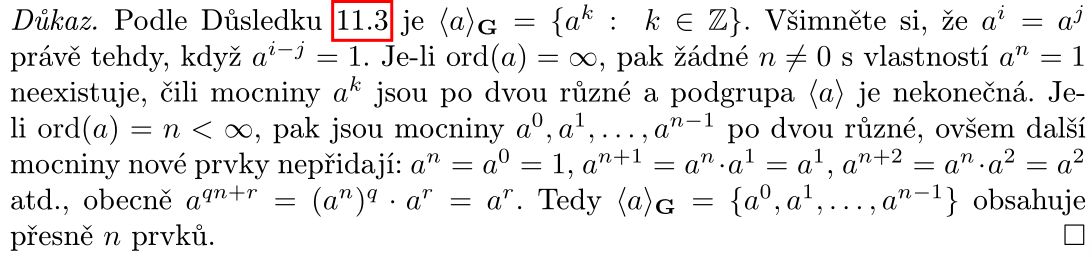 Důkaz. Podle Důsledku 11.3 je ⟨a⟩_G = {a^k : k ∈ ℤ}. Všimněte si, že a^i = a^j
právě tehdy, když a^{i−j} = 1. Je-li ord(a) = ∞, pak žádné n ≠ 0 s vlastností a^n = 1
neexistuje, čili mocniny a^k jsou po dvou různé a podgrupa ⟨a⟩ je nekonečná. Je-
li ord(a) = n < ∞, pak jsou mocniny a^0, a^1, . . . , a^{n−1} po dvou různé, ovšem další
mocniny nové prvky nepřidají: a^n = a^0 = 1, a^{n+1} = a^n·a^1 = a^1, a^{n+2} = a^n·a^2 = a^2
atd., obecně a^{qn+r} = (a^n)^q · a^r = a^r. Tedy ⟨a⟩_G = {a^0, a^1, . . . , a^{n−1}} obsahuje
přesně n prvků. □